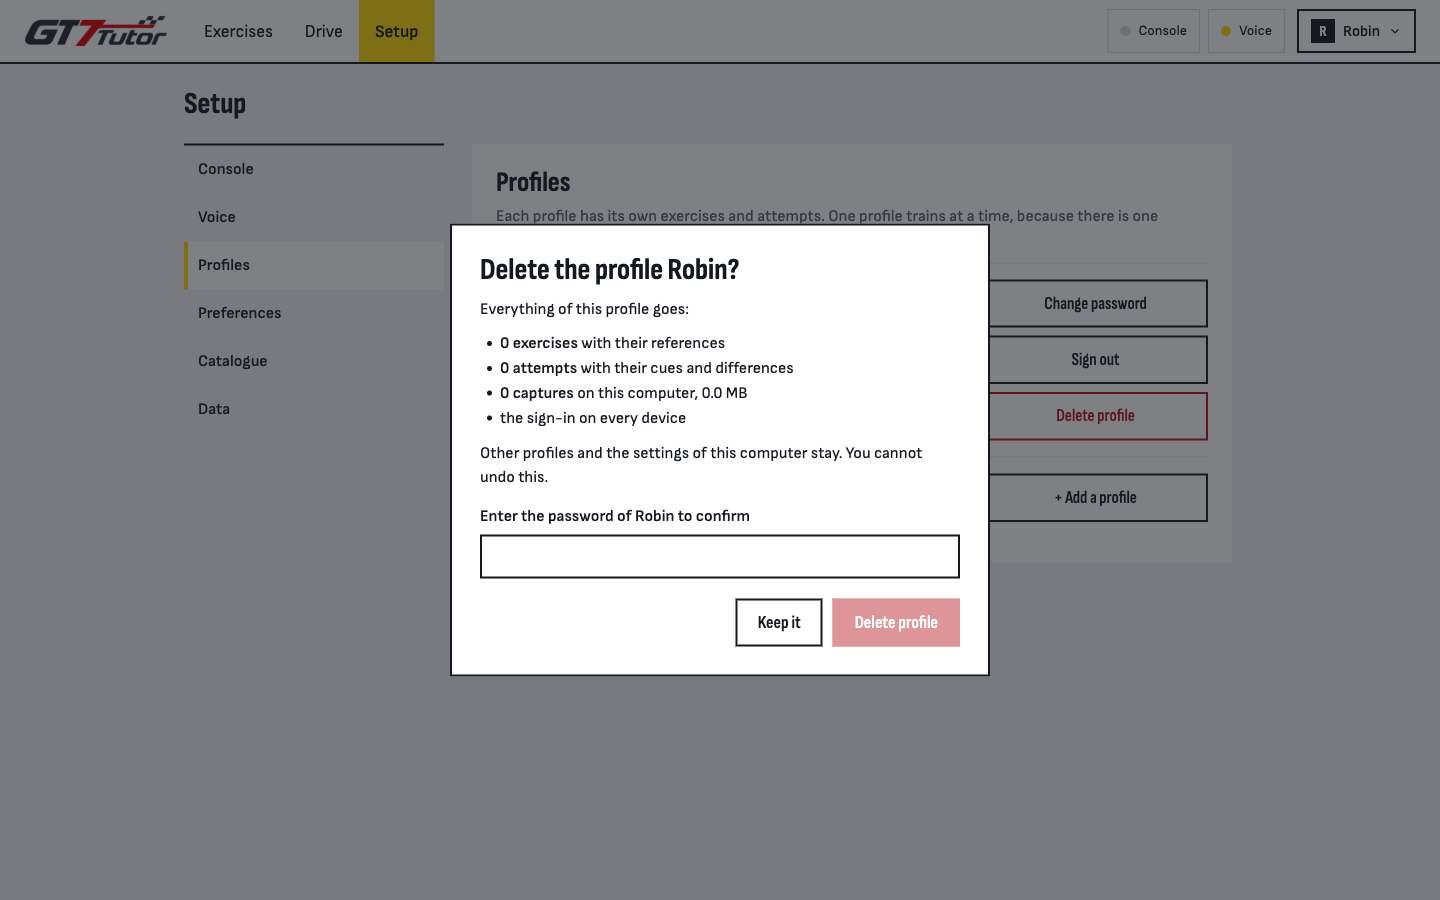 GT7 Tutor
Exercises
Drive
Setup
Console
Voice
R
Robin
Setup
Console
Voice
Profiles
Preferences
Catalogue
Data
Profiles
Each profile has its own exercises and attempts. One profile trains at a time, because there is one
Change password
Sign out
Delete profile
+ Add a profile
Delete the profile Robin?
Everything of this profile goes:
• 0 exercises with their references
• 0 attempts with their cues and differences
• 0 captures on this computer, 0.0 MB
• the sign-in on every device
Other profiles and the settings of this computer stay. You cannot
undo this.
Enter the password of Robin to confirm
Keep it
Delete profile